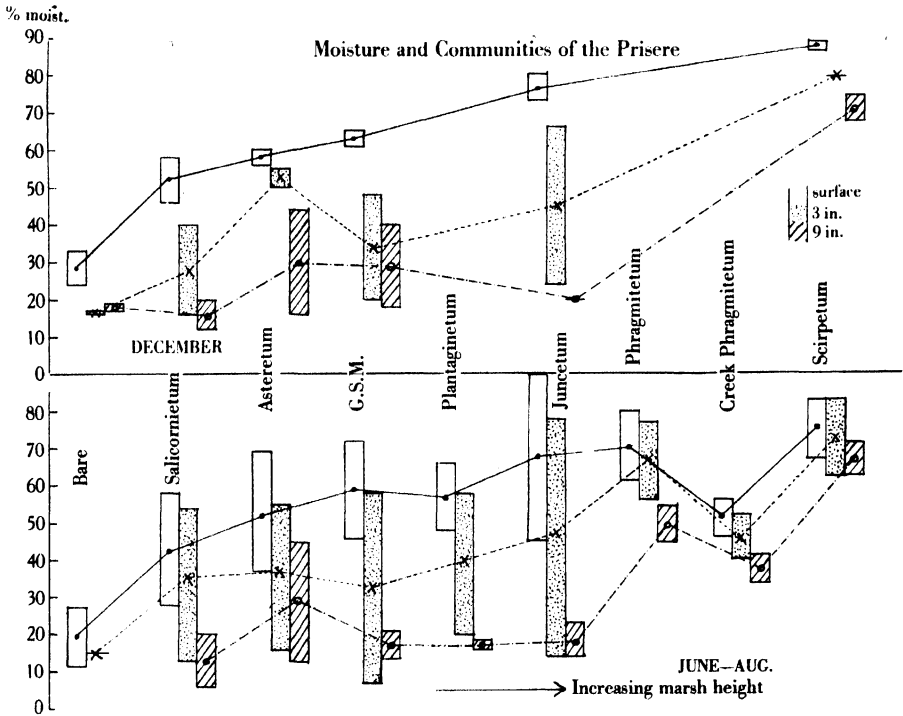 % moist.
Moisture and Communities of the Prisere
90
80
70
60
50
40
30
20
10
0
surface
3 in.
9 in.
DECEMBER
Bare
Salicornietum
Asteretum
G.S.M.
Plantaginetum
Juncetum
Phragmitetum
Creek Phragmitetum
Scirpetum
80
70
60
50
40
30
20
10
0
JUNE—AUG.
Increasing marsh height